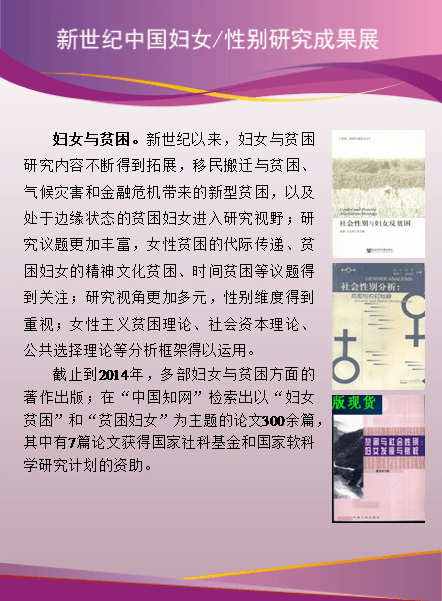 新世纪中国妇女/性别研究成果展
妇女与贫困。新世纪以来，妇女与贫困
研究内容不断得到拓展，移民搬迁与贫困、
气候灾害和金融危机带来的新型贫困，以及
处于边缘状态的贫困妇女进入研究视野；研
究议题更加丰富，女性贫困的代际传递、贫
困妇女的精神文化贫困、时间贫困等议题得
到关注；研究视角更加多元，性别维度得到
重视；女性主义贫困理论、社会资本理论、
公共选择理论等分析框架得以运用。
截止到2014年，多部妇女与贫困方面的
著作出版；在“中国知网”检索出以“妇女
贫困”和“贫困妇女”为主题的论文300余篇，
其中有7篇论文获得国家社科基金和国家软科
学研究计划的资助。
社会性别与妇女反贫困
GENDER ANALYSIS
社会性别分析：
贫困与农村发展
版现货
贫困与社会性别：
妇女发展与赋权